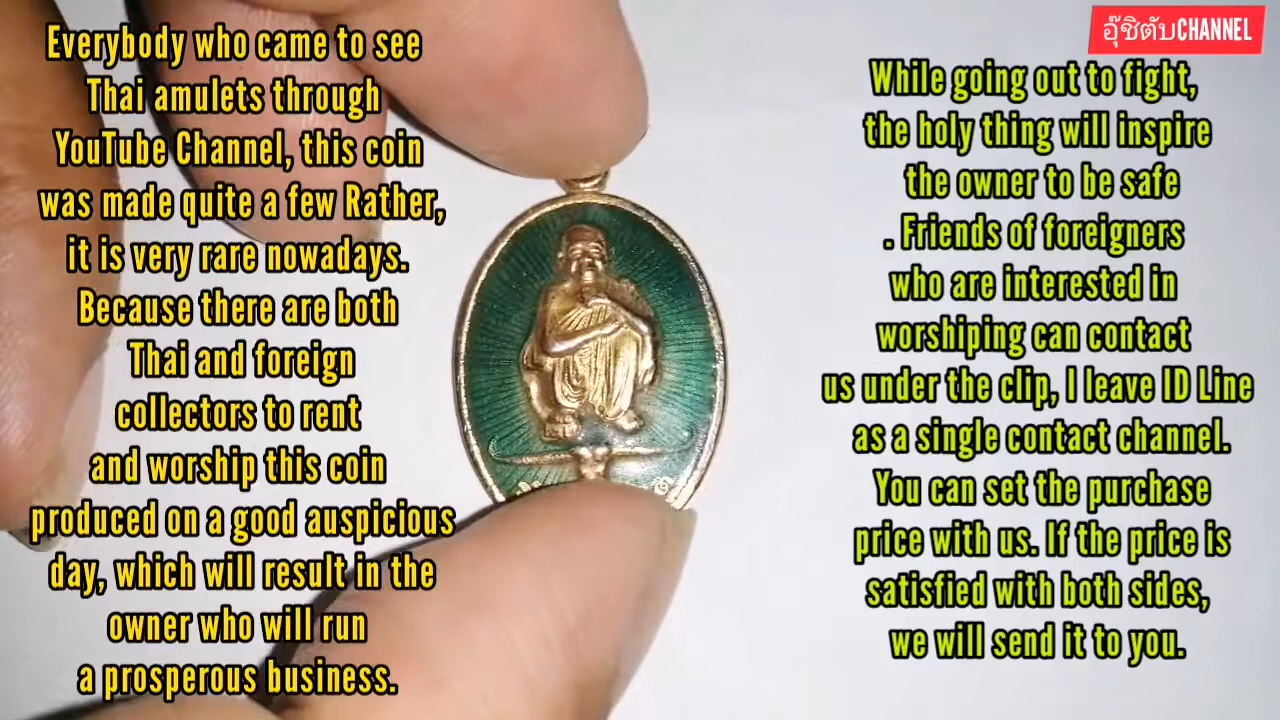 Everybody who came to see
Thai amulets through
YouTube Channel, this coin
was made quite a few Rather,
it is very rare nowadays.
Because there are both
Thai and foreign
collectors to rent
and worship this coin
produced on a good auspicious
day, which will result in the
owner who will run
a prosperous business.
อุ๊ชิตับCHANNEL
While going out to fight,
the holy thing will inspire
the owner to be safe
. Friends of foreigners
who are interested in
worshiping can contact
us under the clip, I leave ID Line
as a single contact channel.
You can set the purchase
price with us. If the price is
satisfied with both sides,
we will send it to you.